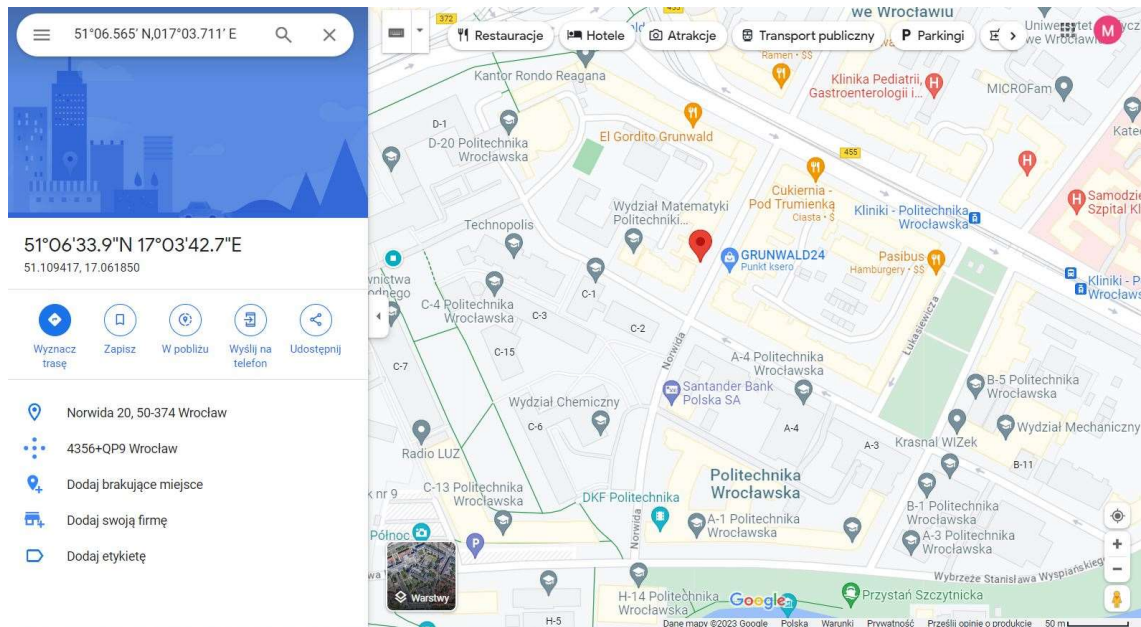 51°06.565' N,017°03.711' E
51°06'33.9"N 17°03'42.7"E
51.109417, 17.061850
Wyznacz
trasę
Zapisz
W pobliżu
Wyślij na
telefon
Udostępnij
Norwida 20, 50-374 Wrocław
4356+QP9 Wrocław
Dodaj brakujące miejsce
Dodaj swoją firmę
Dodaj etykietę
372
Restauracje
Hotele
Atrakcje
Transport publiczny
Parkingi
we Wrocławiu
M
Kantor Rondo Reagana
Ramen · $$
Klinika Pediatrii,
Gastroenterologii i...
MICROFam
D-1
D-20 Politechnika
Wrocławska
El Gordito Grunwald
455
455
Cukiernia -
Pod Trumienką
Ciasta · $
Wydział Matematyki
Politechniki...
Kliniki - Politechnika
Wrocławska
Technopolis
GRUNWALD24
Punkt ksero
Pasibus
Hamburgery · $$
C-1
C-4 Politechnika
Wrocławska
C-3
C-2
C-15
C-7
Norwida
Łukasiewicza
A-4 Politechnika
Wrocławska
Santander Bank
Polska SA
B-5 Politechnika
Wrocławska
Wydział Chemiczny
C-6
A-4
A-3
Krasnal WIZek
Wydział Mechaniczny
Radio LUZ
B-11
Politechnika
Wrocławska
C-13 Politechnika
Wrocławska
DKF Politechnika
A-1 Politechnika
Wrocławska
B-1 Politechnika
Wrocławska
A-3 Politechnika
Wrocławska
Norwida
P
Warstwy
Wybrzeże Stanisława Wyspiańskiego
H-14 Politechnika
Wrocławska
Google
Przystań Szczytnicka
H-5
Dane mapy ©2023 Google Polska Warunki Prywatność Prześlij opinię o produkcie 50 m